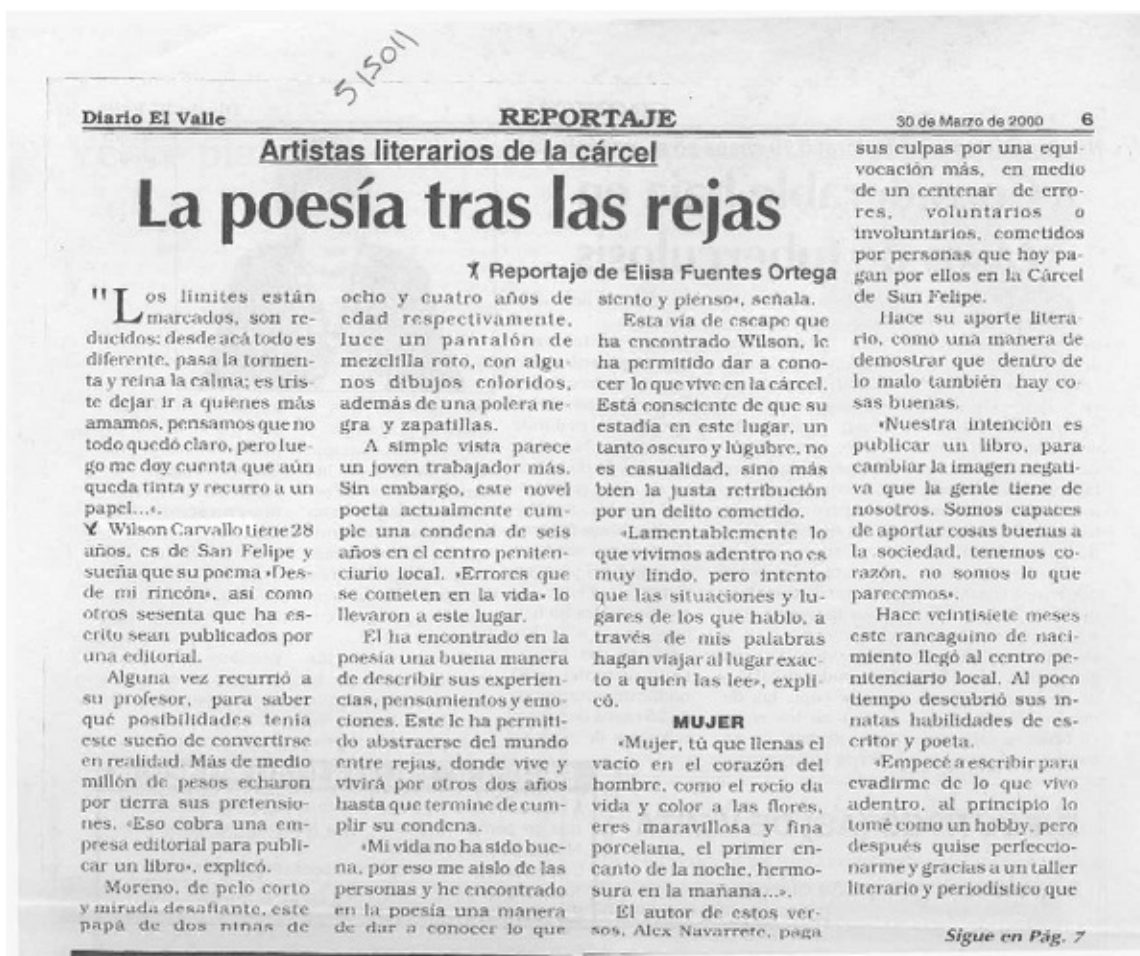 515011
Diario El Valle
REPORTAJE
30 de Marzo de 2000 6
Artistas literarios de la cárcel
La poesía tras las rejas
Reportaje de Elisa Fuentes Ortega
"Los limites están
marcados, son re-
ducidos: desde acá todo es
diferente, pasa la tormen-
ta y reina la calma; es tris-
te dejar ir a quienes más
amamos, pensamos que no
todo quedó claro, pero lue-
go me doy cuenta que aún
queda tinta y recurro a un
papel...«.
Wilson Carvallo tiene 28
años, es de San Felipe y
sueña que su poema «Des-
de mi rincón«, así como
otros sesenta que ha es-
crito sean publicados por
una editorial.
Alguna vez recurrió a
su profesor, para saber
qué posibilidades tenia
este sueño de convertirse
en realidad. Más de medio
millón de pesos echaron
por tierra sus pretensio-
nes. «Eso cobra una em-
presa editorial para publi-
car un libro«, explicó.
Moreno, de pelo corto
y mirada desafiante, este
papá de dos ninas de
ocho y cuatro años de
edad respectivamente,
luce un pantalón de
mezclilla roto, con algu-
nos dibujos coloridos,
además de una polera ne-
gra y zapatillas.
A simple vista parece
un joven trabajador más.
Sin embargo, este novel
poeta actualmente cum-
ple una condena de seis
años en el centro peniten-
ciario local. «Errores que
se cometen en la vida« lo
llevaron a este lugar.
El ha encontrado en la
poesía una buena manera
de describir sus experien-
cias, pensamientos y emo-
ciones. Este le ha permiti-
do abstraerse del mundo
entre rejas, donde vive y
vivirá por otros dos años
hasta que termine de cum-
plir su condena.
«Mi vida no ha sido bue-
na, por eso me aislo de las
personas y he encontrado
en la poesía una manera
de dar a conocer lo que
siento y pienso«, señala.
Esta via de escape que
ha encontrado Wilson, le
ha permitido dar a cono-
cer lo que vive en la cárcel.
Está consciente de que su
estadía en este lugar, un
tanto oscuro y lúgubre, no
es casualidad, sino más
bien la justa retribución
por un delito cometido.
«Lamentablemente lo
que vivimos adentro no es
muy lindo, pero intento
que las situaciones y lu-
gares de los que hablo, a
través de mis palabras
hagan viajar al lugar exac-
to a quien las lee», expli-
có.
MUJER
«Mujer, tú que llenas el
vacio en el corazón del
hombre, como el rocio da
vida y color a las flores,
eres maravillosa y fina
porcelana, el primer en-
canto de la noche, hermo-
sura en la mañana...».
El autor de estos ver-
sos, Alex Navarrete, paga
sus culpas por una equi-
vocación más, en medio
de un centenar de erro-
res, voluntarios o
involuntarios, cometidos
por personas que hoy pa-
gan por ellos en la Cárcel
de San Felipe.
Hace su aporte litera-
rio, como una manera de
demostrar que dentro de
lo malo también hay co-
sas buenas.
«Nuestra intención es
publicar un libro, para
cambiar la imagen negati-
va que la gente tiene de
nosotros. Somos capaces
de aportar cosas buenas a
la sociedad, tenemos co-
razón, no somos lo que
parecemos«.
Hace veintisiete meses
este rancaguino de naci-
miento llegó al centro pe-
nitenciario local. Al poco
tiempo descubrió sus in-
natas habilidades de es-
critor y poeta.
«Empecé a escribir para
evadirme de lo que vivo
adentro, al principio lo
tomé como un hobby, pero
después quise perfeccio-
narme y gracias a un taller
literario y periodístico que
Sigue en Pág. 7